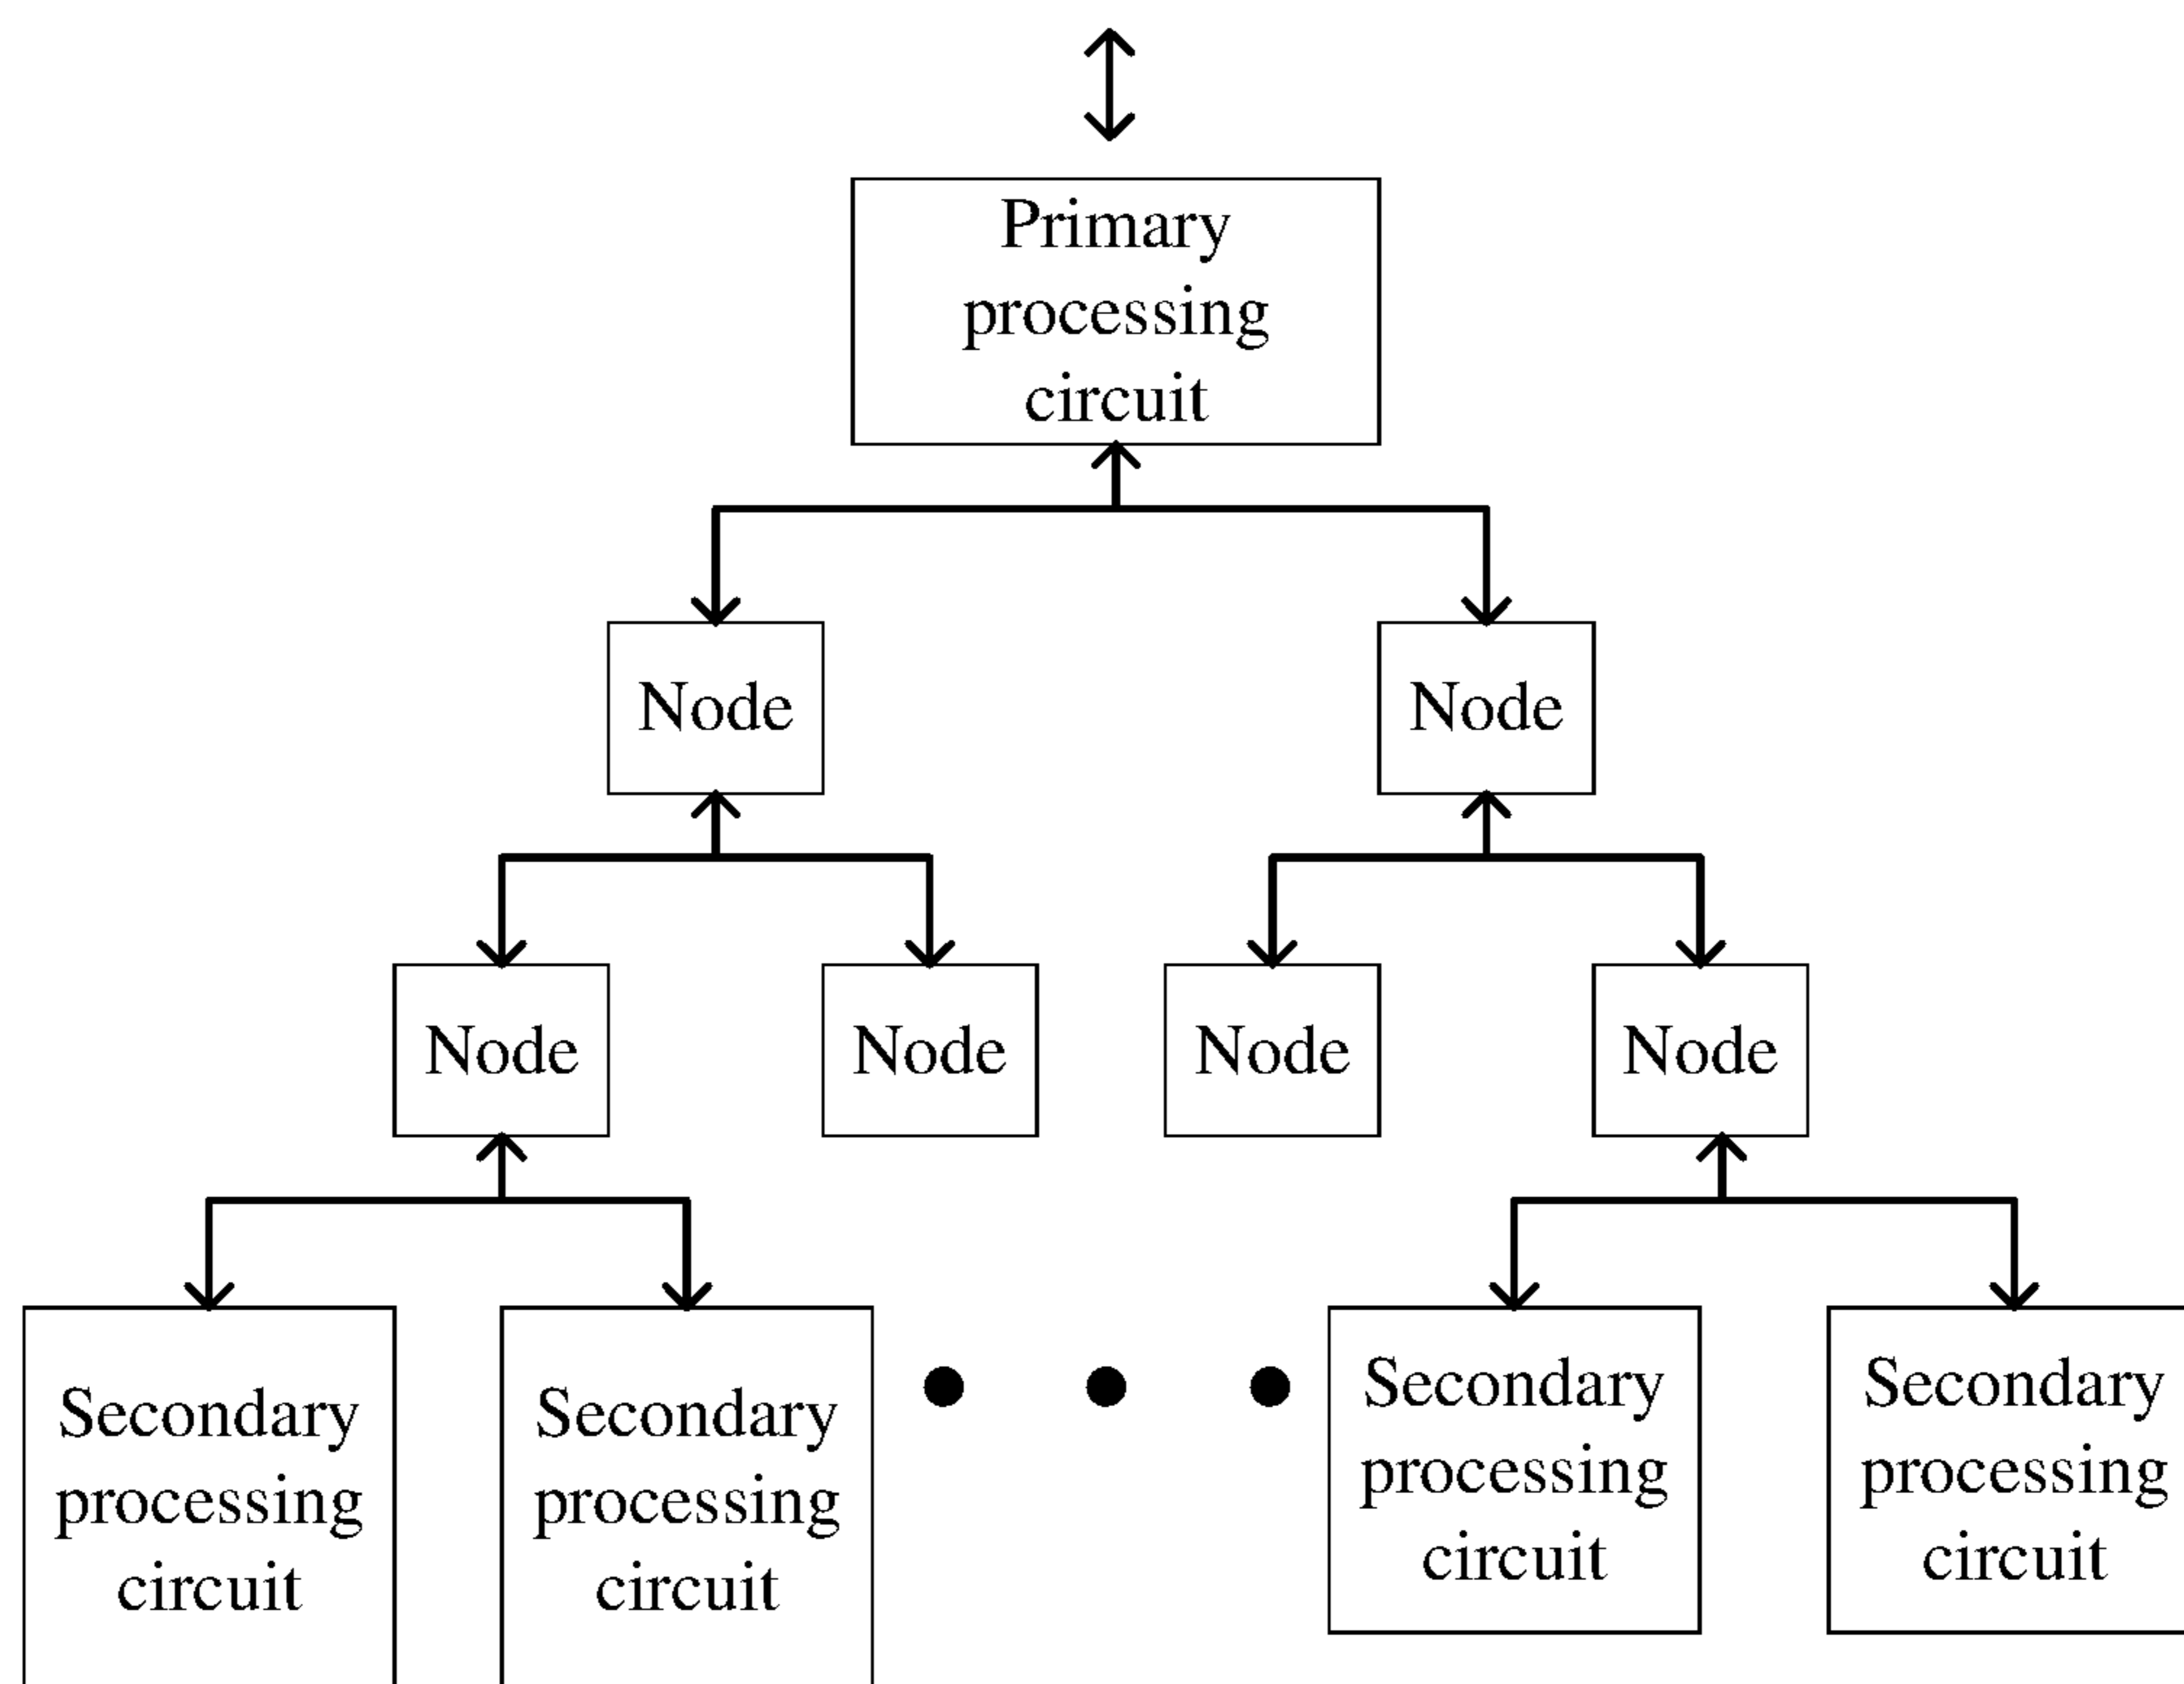 Primary
processing
circuit
Node
Node
Node
Node
Node
Node
Secondary
processing
circuit
Secondary
processing
circuit
Secondary
processing
circuit
Secondary
processing
circuit